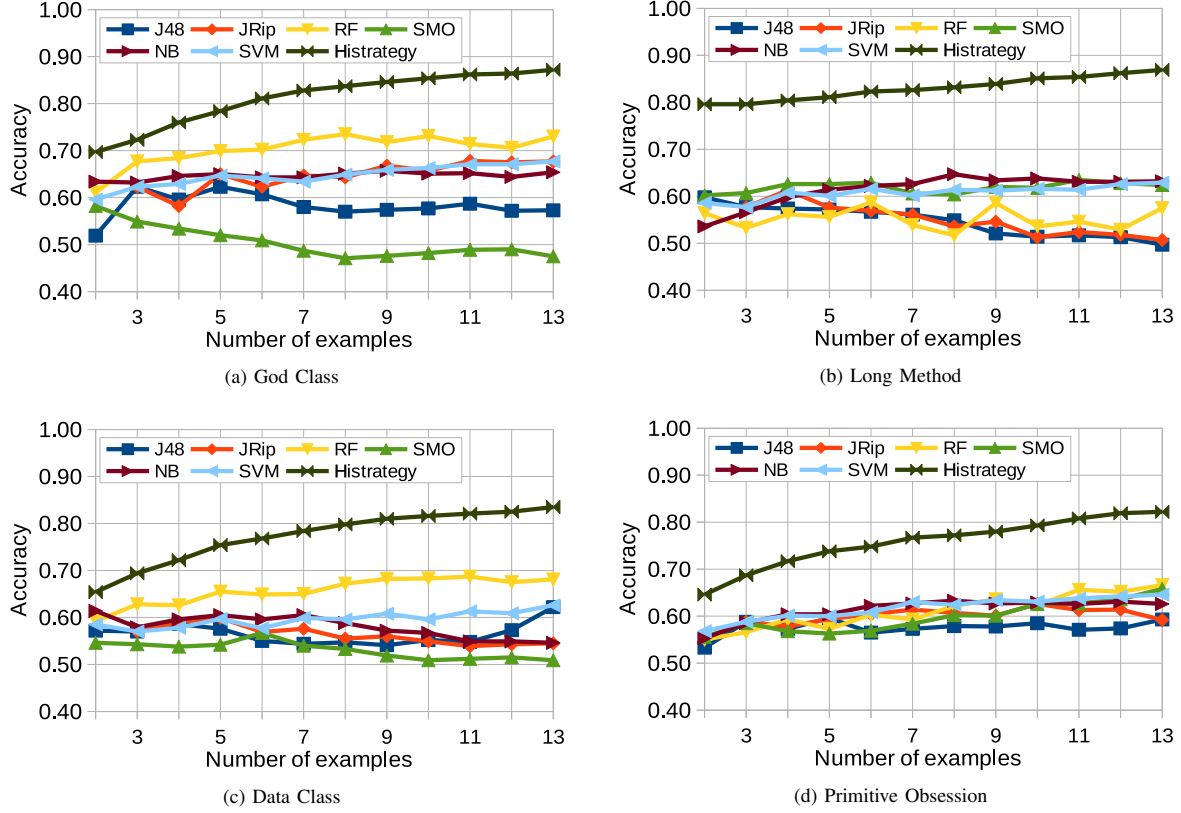 J48 JRip RF SMO
NB SVM Histrategy
1.00
0.90
0.80
0.70
0.60
0.50
0.40
Accuracy
3 5 7 9 11 13
Number of examples
(a) God Class
J48 JRip RF SMO
NB SVM Histrategy
1.00
0.90
0.80
0.70
0.60
0.50
0.40
Accuracy
3 5 7 9 11 13
Number of examples
(b) Long Method
J48 JRip RF SMO
NB SVM Histrategy
1.00
0.90
0.80
0.70
0.60
0.50
0.40
Accuracy
3 5 7 9 11 13
Number of examples
(c) Data Class
J48 JRip RF SMO
NB SVM Histrategy
1.00
0.90
0.80
0.70
0.60
0.50
0.40
Accuracy
3 5 7 9 11 13
Number of examples
(d) Primitive Obsession